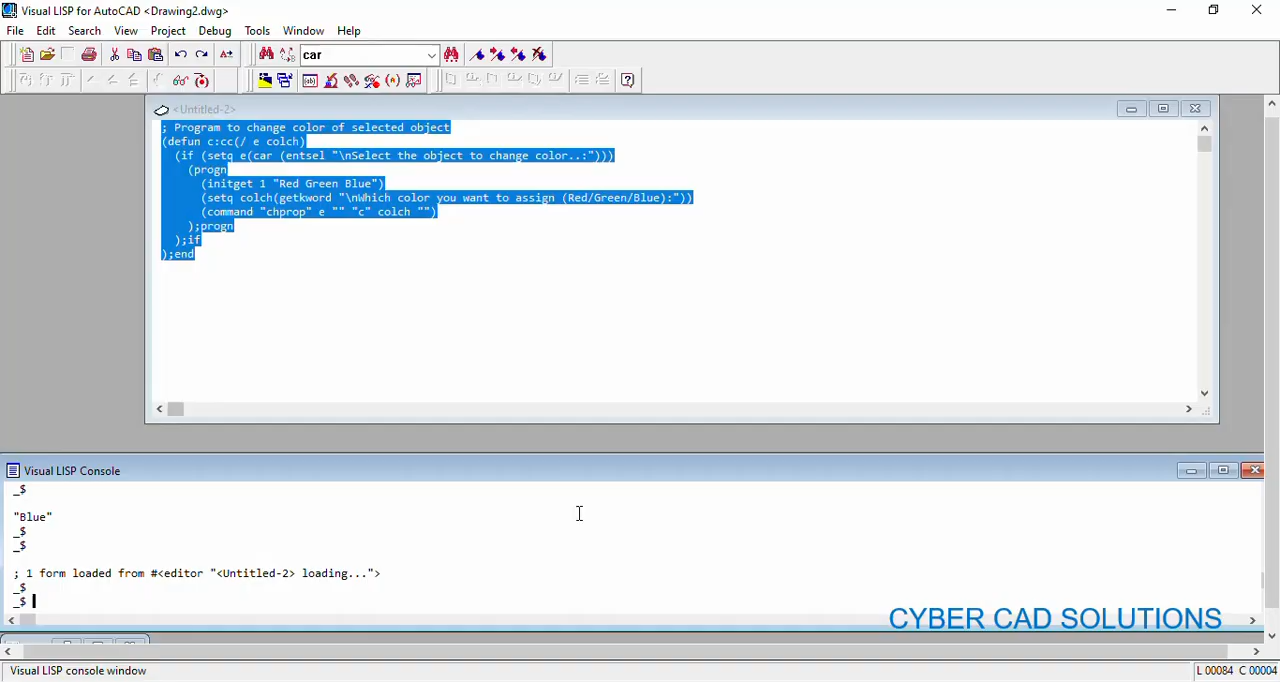 Visual LISP for AutoCAD <Drawing2.dwg>
File Edit Search View Project Debug Tools Window Help
car
<Untitled-2>
; Program to change color of selected object
(defun c:cc(/ e colch)
(if (setq e(car (entsel "\nSelect the object to change color..:")))
(progn
(initget 1 "Red Green Blue")
(setq colch(getkword "\nWhich color you want to assign (Red/Green/Blue):"))
(command "chprop" e "" "c" colch "")
);progn
);if
);end
Visual LISP Console
_$
"Blue"
_$
_$
; 1 form loaded from #<editor "<Untitled-2> loading...">
_$
_$
CYBER CAD SOLUTIONS
Visual LISP console window
L 00084 C 00004